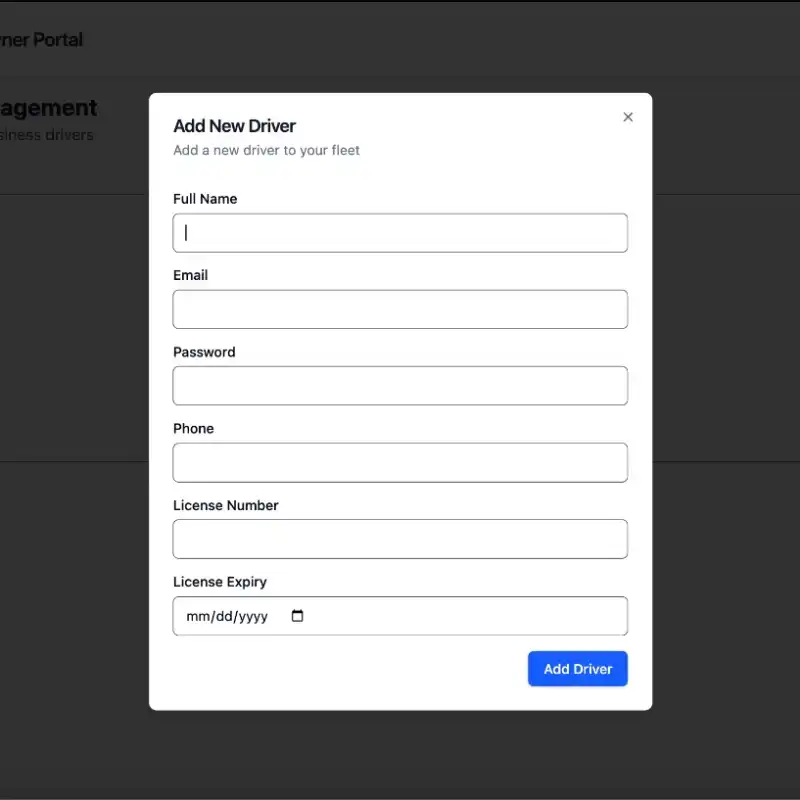 ner Portal
agement
siness drivers
Add New Driver
Add a new driver to your fleet
Full Name
Email
Password
Phone
License Number
License Expiry
mm/dd/yyyy
Add Driver